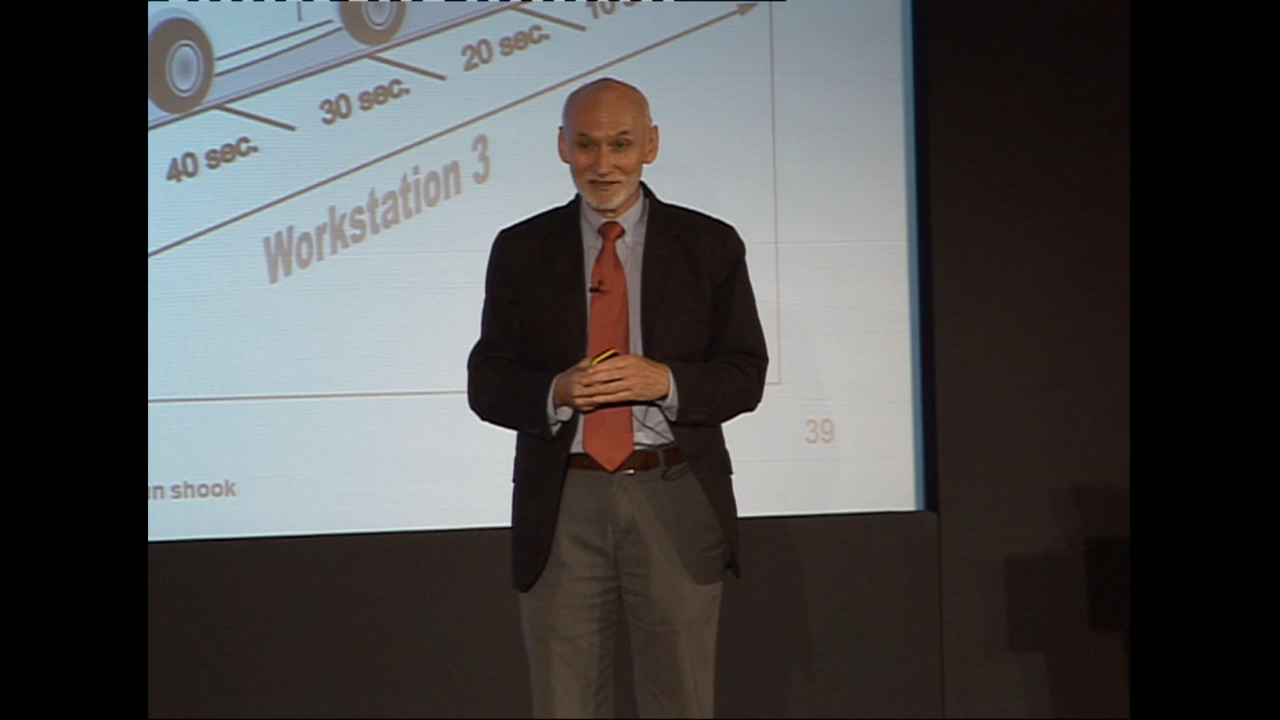 20 sec.
30 sec.
40 sec.
Workstation 3
39
shook